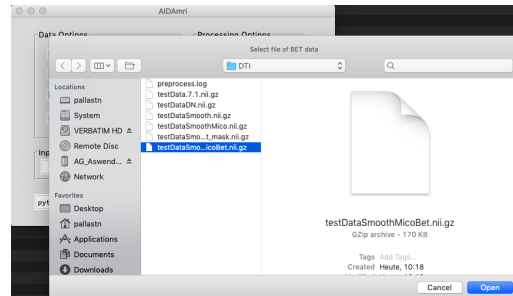 AIDAmri
Data Options
Processing Options
Select file of BET data
DTI
Locations
pallastn
System
VERBATIM HD
Remote Disc
AG_Aswend...
Network
Favorites
Desktop
pallastn
Applications
Documents
Downloads
preprocess.log
testData.7.1.nii.gz
testDataDN.nii.gz
testDataSmooth.nii.gz
testDataSmoothMico.nii.gz
testDataSmo...t_mask.nii.gz
testDataSmo...icoBet.nii.gz
testDataSmoothMicoBet.nii.gz
GZip archive - 170 KB
Tags Add Tags...
Created Heute, 10:18
Inp
pyt
Cancel
Open